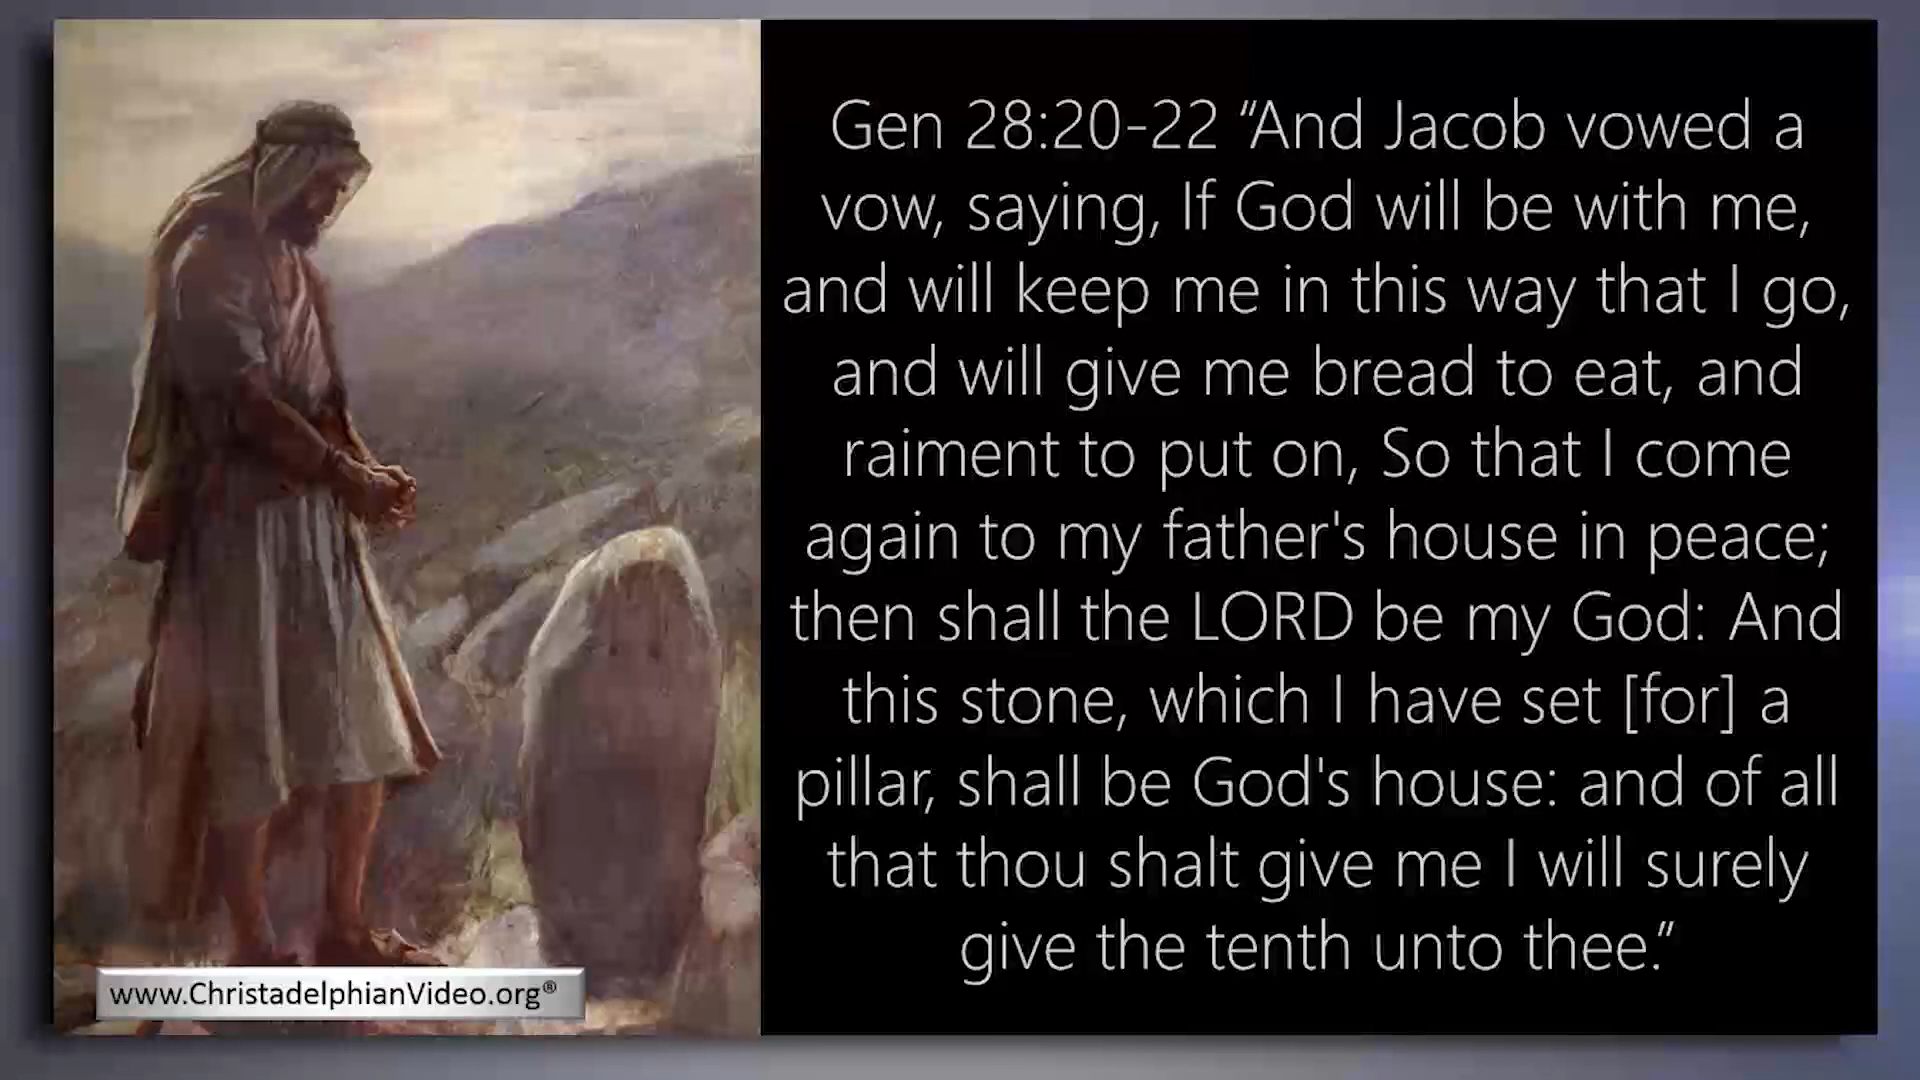 Gen 28:20-22 “And Jacob vowed a
vow, saying, If God will be with me,
and will keep me in this way that I go,
and will give me bread to eat, and
raiment to put on, So that I come
again to my father's house in peace;
then shall the LORD be my God: And
this stone, which I have set [for] a
pillar, shall be God's house: and of all
that thou shalt give me I will surely
give the tenth unto thee.”
www.ChristadelphianVideo.org®